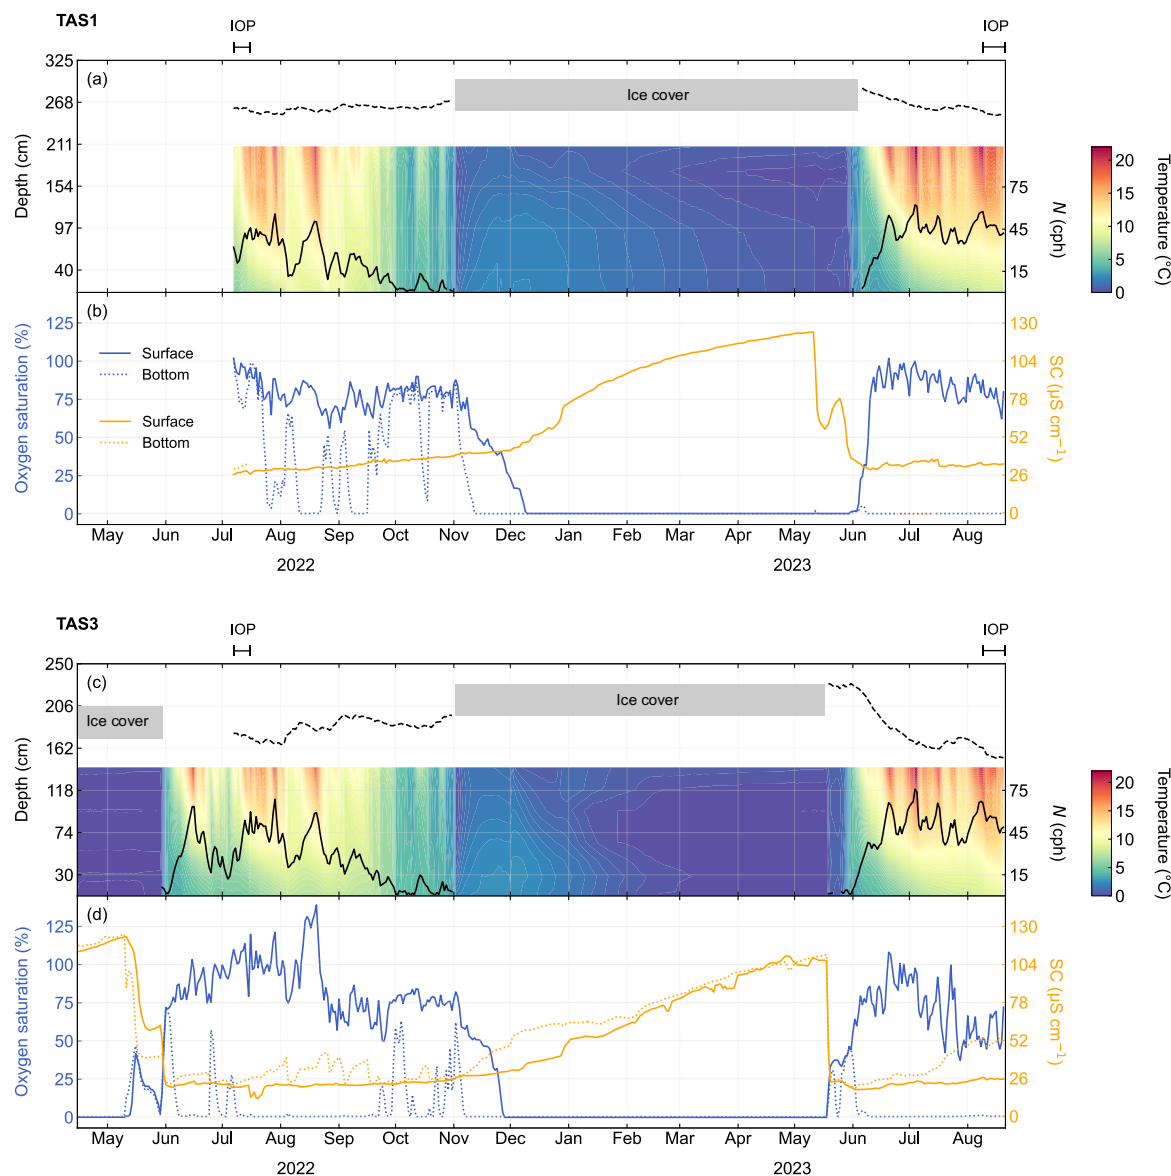 TAS1
IOP IOP
325 (a)
Ice cover
268
211
154
97
40
Depth (cm)
75
45
15
N (cph)
20
15
10
5
0
Temperature (°C)
(b)
125
100
75
50
25
0
Oxygen saturation (%)
Surface
Bottom
Surface
Bottom
130
104
78
52
26
0
SC (µS cm⁻¹)
May Jun Jul Aug Sep Oct Nov Dec Jan Feb Mar Apr May Jun Jul Aug
2022 2023
TAS3
IOP IOP
250 (c)
Ice cover Ice cover
206
162
118
74
30
Depth (cm)
75
45
15
N (cph)
20
15
10
5
0
Temperature (°C)
(d)
125
100
75
50
25
0
Oxygen saturation (%)
130
104
78
52
26
0
SC (µS cm⁻¹)
May Jun Jul Aug Sep Oct Nov Dec Jan Feb Mar Apr May Jun Jul Aug
2022 2023